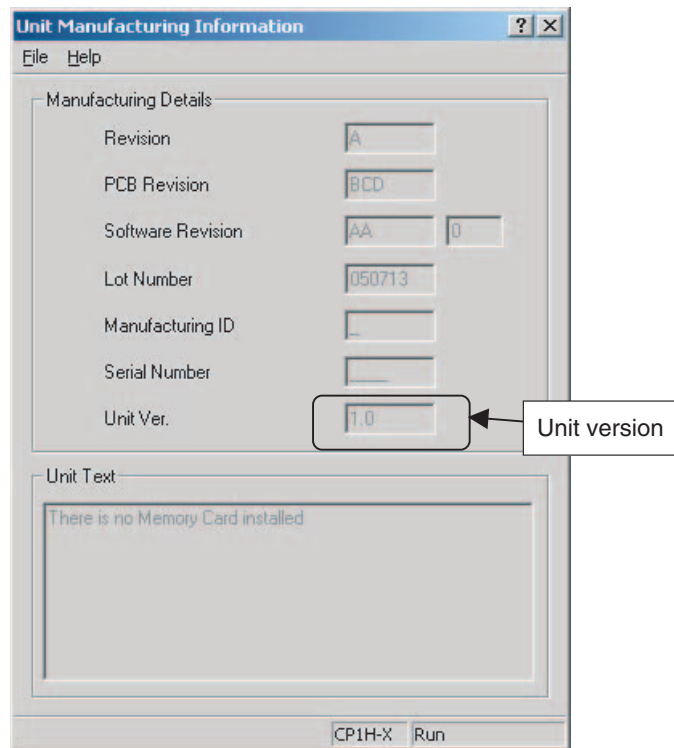 Unit Manufacturing Information
File Help
Manufacturing Details
Revision A
PCB Revision BCD
Software Revision AA 0
Lot Number 050713
Manufacturing ID _
Serial Number ____
Unit Ver. 1.0
Unit version
Unit Text
There is no Memory Card installed
CP1H-X Run